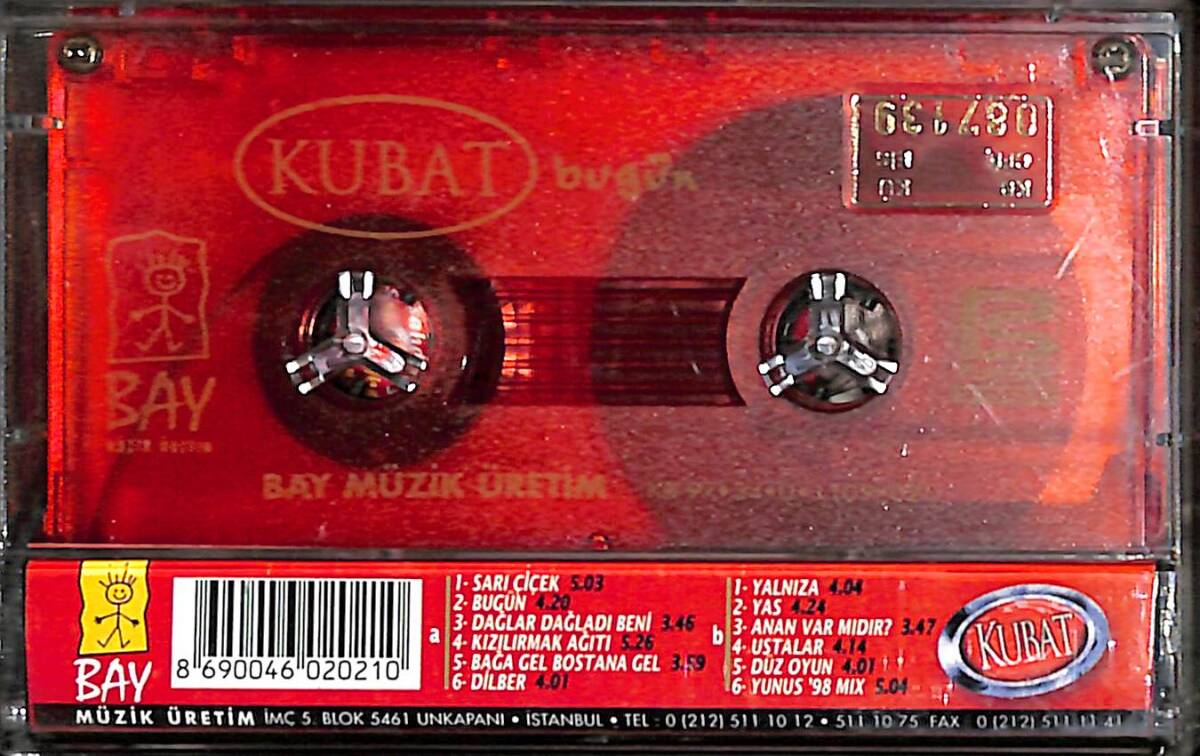 087139
KUBAT bugün
BAY
BAY MÜZİK ÜRETİM
BAY
8 690046 020210
a
1- SARI ÇİÇEK 5.03
2- BUGÜN 4.20
3- DAĞLAR DAĞLADI BENİ 3.46
4- KIZILIRMAK AĞITI 5.26
5- BAĞA GEL BOSTANA GEL 3.59
6- DİLBER 4.01
b
1- YALNIZA 4.04
2- YAS 4.24
3- ANAN VAR MIDIR? 3.47
4- USTALAR 4.14
5- DÜZ OYUN 4.01
6- YUNUS '98 MIX 5.04
KUBAT
MÜZİK ÜRETİM İMÇ 5. BLOK 5461 UNKAPANI • İSTANBUL • TEL : 0 (212) 511 10 12 • 511 10 75 FAX 0 (212) 511 11 41